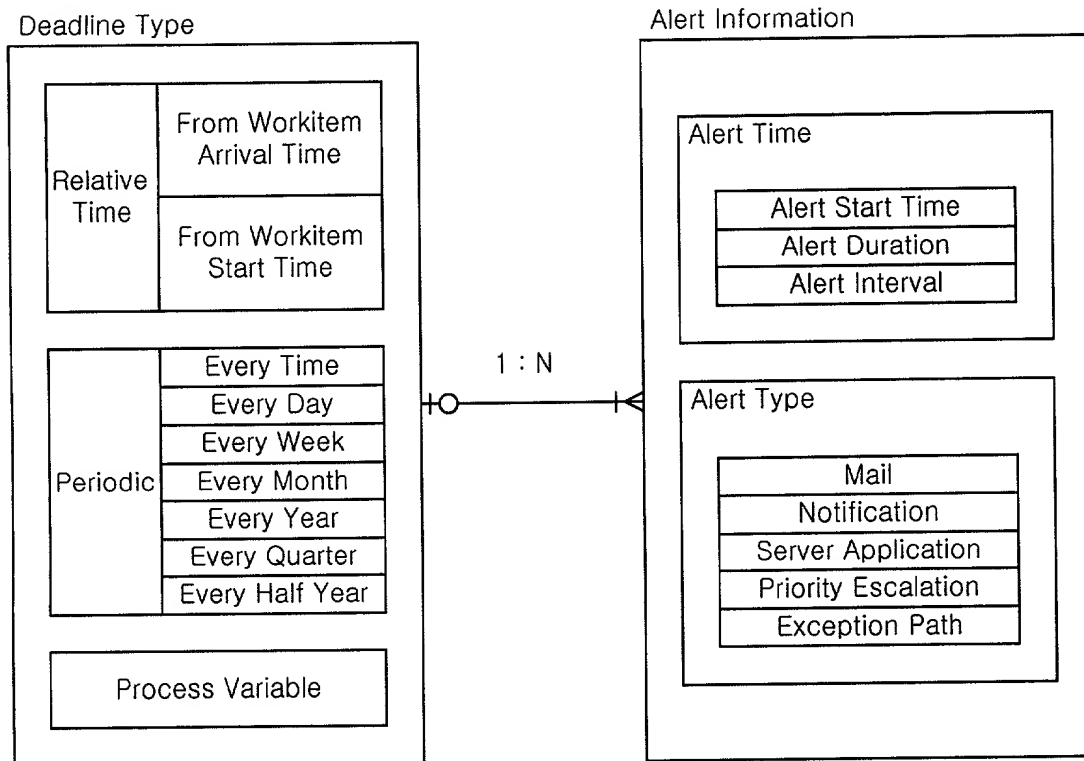 Deadline Type
Relative
Time
From Workitem
Arrival Time
From Workitem
Start Time
Periodic
Every Time
Every Day
Every Week
Every Month
Every Year
Every Quarter
Every Half Year
Process Variable
1 : N
Alert Information
Alert Time
Alert Start Time
Alert Duration
Alert Interval
Alert Type
Mail
Notification
Server Application
Priority Escalation
Exception Path